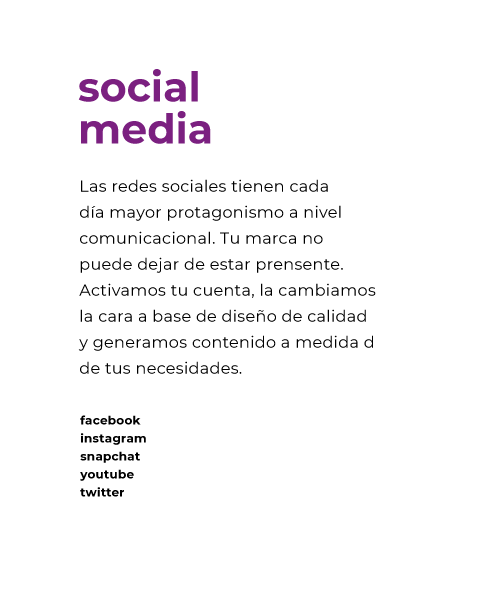 social
media
Las redes sociales tienen cada
día mayor protagonismo a nivel
comunicacional. Tu marca no
puede dejar de estar prensente.
Activamos tu cuenta, la cambiamos
la cara a base de diseño de calidad
y generamos contenido a medida d
de tus necesidades.
facebook
instagram
snapchat
youtube
twitter